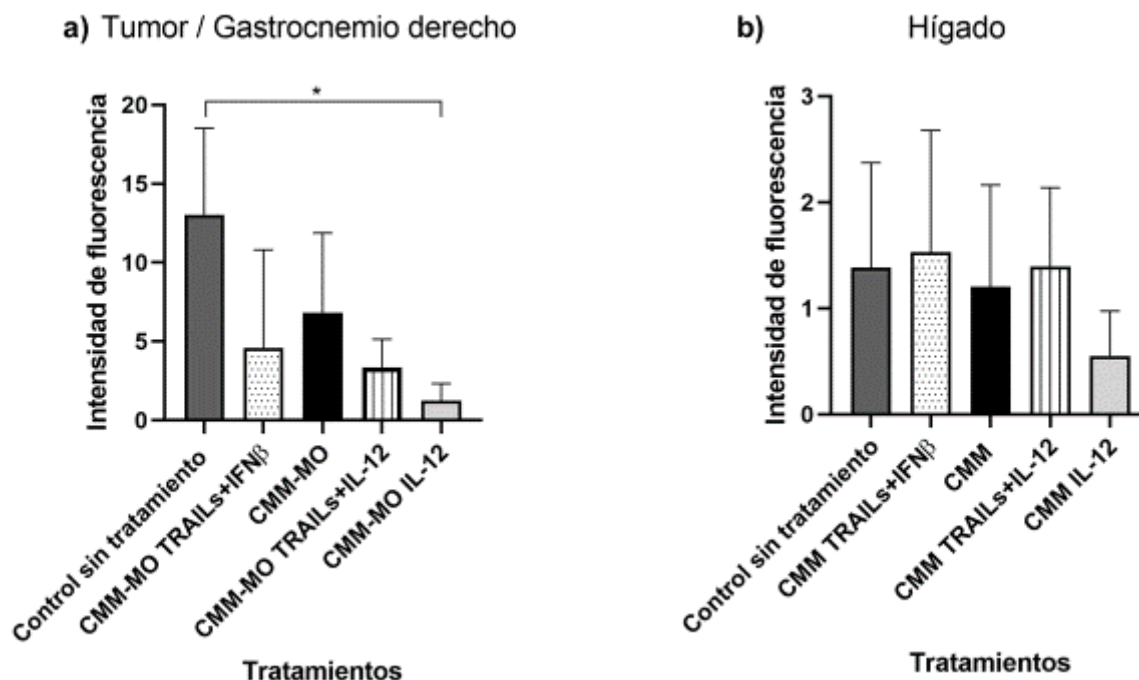 a) Tumor / Gastrocnemio derecho
Intensidad de fluorescencia
20
15
10
5
0
*
Control sin tratamiento
CMM-MO TRAILs+IFNβ
CMM-MO
CMM-MO TRAILs+IL-12
CMM-MO IL-12
Tratamientos
b) Hígado
Intensidad de fluorescencia
3
2
1
0
Control sin tratamiento
CMM TRAILs+IFNβ
CMM
CMM TRAILs+IL-12
CMM IL-12
Tratamientos